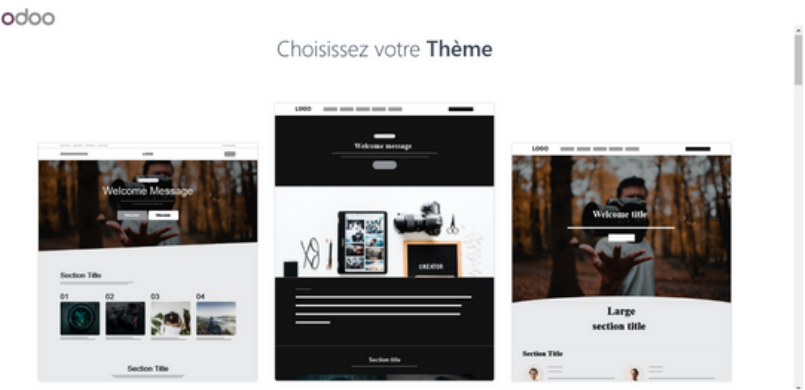 odoo
Choisissez votre Thème
LOGO
Welcome Message
Section Title
01 02 03 04
Section Title
LOGO
Welcome message
CREATOR
Section title
LOGO
Welcome title
Large
section title
Section Title